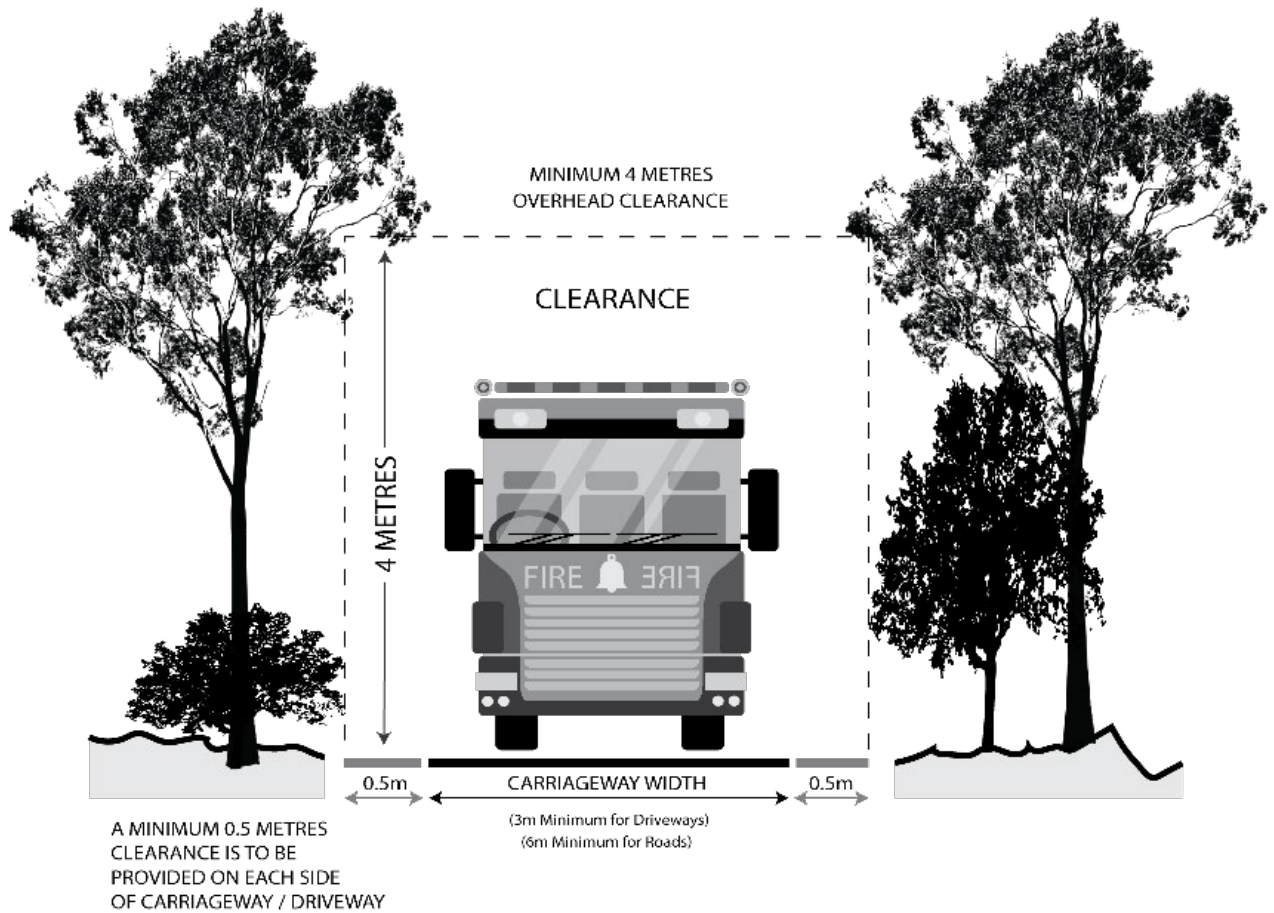 MINIMUM 4 METRES
OVERHEAD CLEARANCE
CLEARANCE
4 METRES
FIRE FIRE
0.5m CARRIAGEWAY WIDTH 0.5m
(3m Minimum for Driveways)
(6m Minimum for Roads)
A MINIMUM 0.5 METRES
CLEARANCE IS TO BE
PROVIDED ON EACH SIDE
OF CARRIAGEWAY / DRIVEWAY